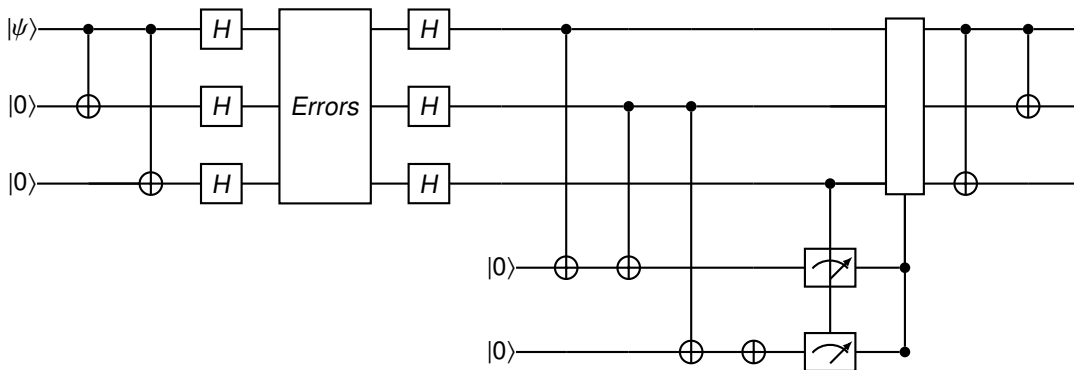 |ψ⟩ H H
|0⟩ H Errors H
|0⟩ H H
|0⟩
|0⟩